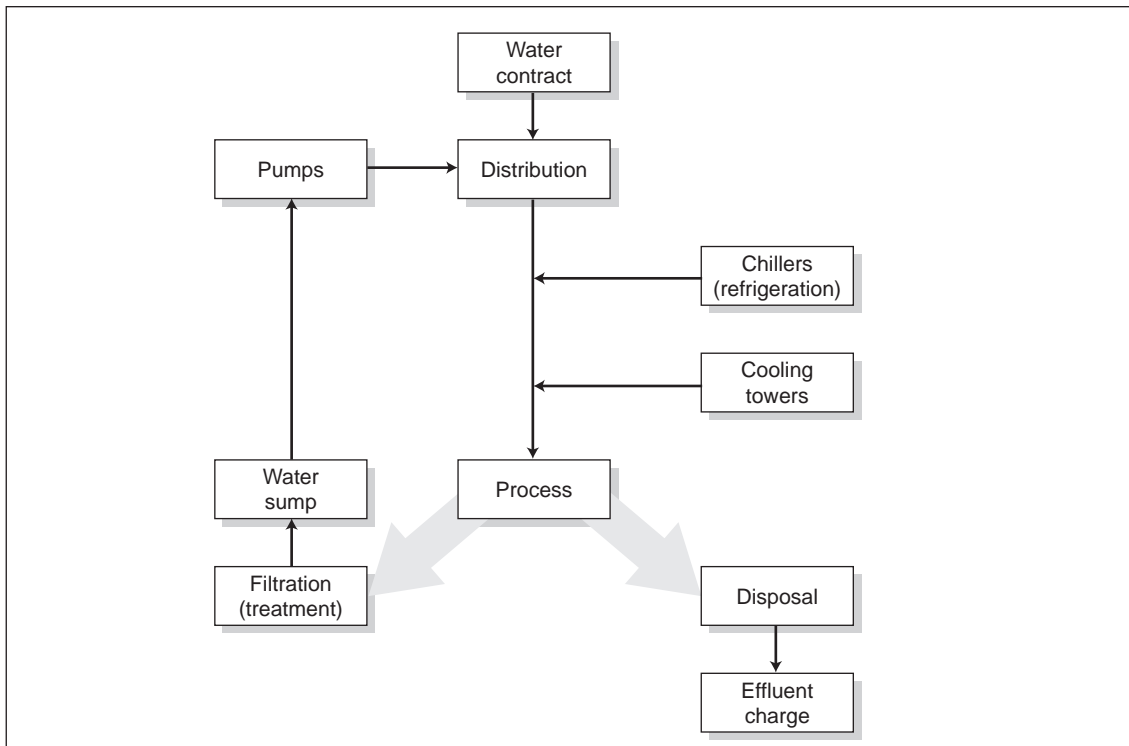 Water
contract
Pumps
Distribution
Chillers
(refrigeration)
Cooling
towers
Water
sump
Process
Filtration
(treatment)
Disposal
Effluent
charge